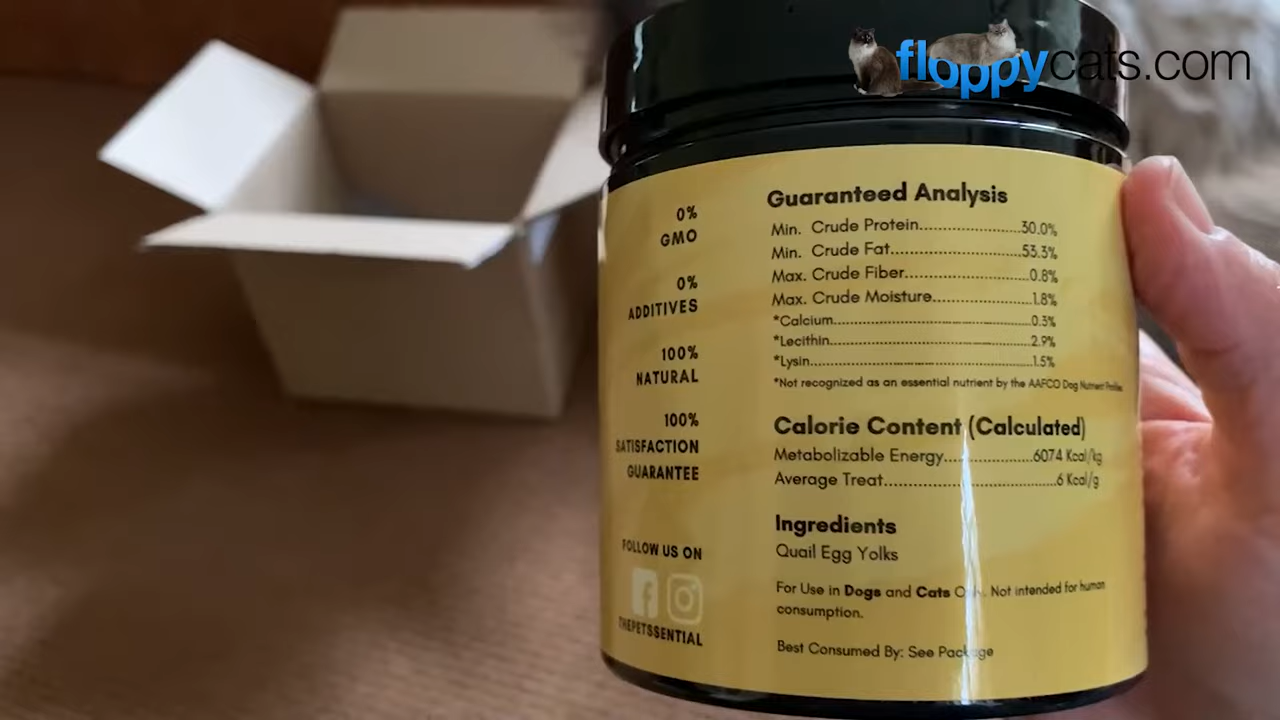 floppycats.com
0%
GMO
0%
ADDITIVES
100%
NATURAL
100%
SATISFACTION
GUARANTEE
FOLLOW US ON
THEPETSSENTIAL
Guaranteed Analysis
Min. Crude Protein....................30.0%
Min. Crude Fat..........................53.3%
Max. Crude Fiber.........................0.8%
Max. Crude Moisture....................1.8%
*Calcium..................................................0.3%
*Lecithin...................................................2.9%
*Lysin........................................................1.5%
*Not recognized as an essential nutrient by the AAFCO Dog Nutrient Profiles
Calorie Content (Calculated)
Metabolizable Energy..................6074 Kcal/kg
Average Treat...................................6 Kcal/g
Ingredients
Quail Egg Yolks
For Use in Dogs and Cats Only. Not intended for human
consumption.
Best Consumed By: See Package